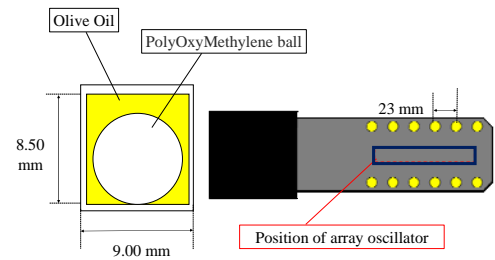 Olive Oil
PolyOxyMethylene ball
23 mm
8.50
mm
Position of array oscillator
9.00 mm